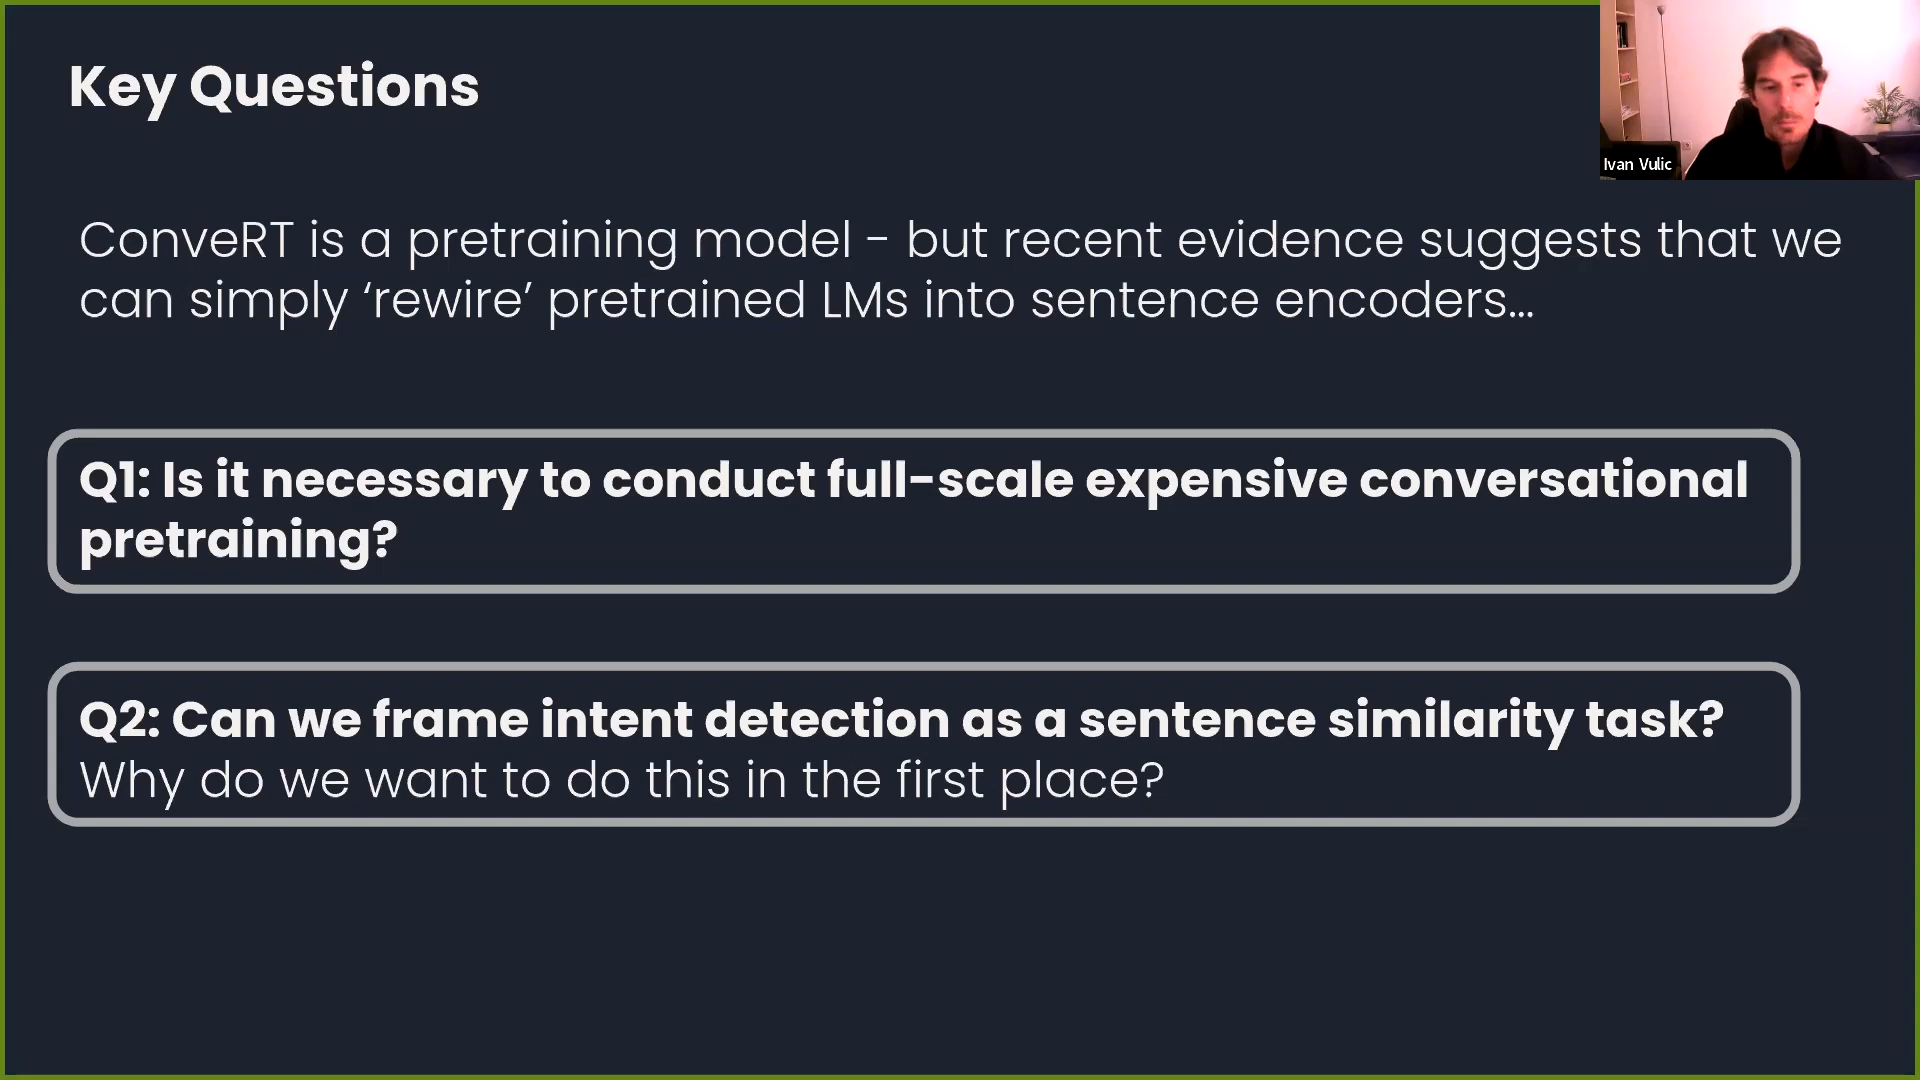 Key Questions
Ivan Vulic
ConveRT is a pretraining model - but recent evidence suggests that we
can simply ‘rewire’ pretrained LMs into sentence encoders...
Q1: Is it necessary to conduct full-scale expensive conversational
pretraining?
Q2: Can we frame intent detection as a sentence similarity task?
Why do we want to do this in the first place?